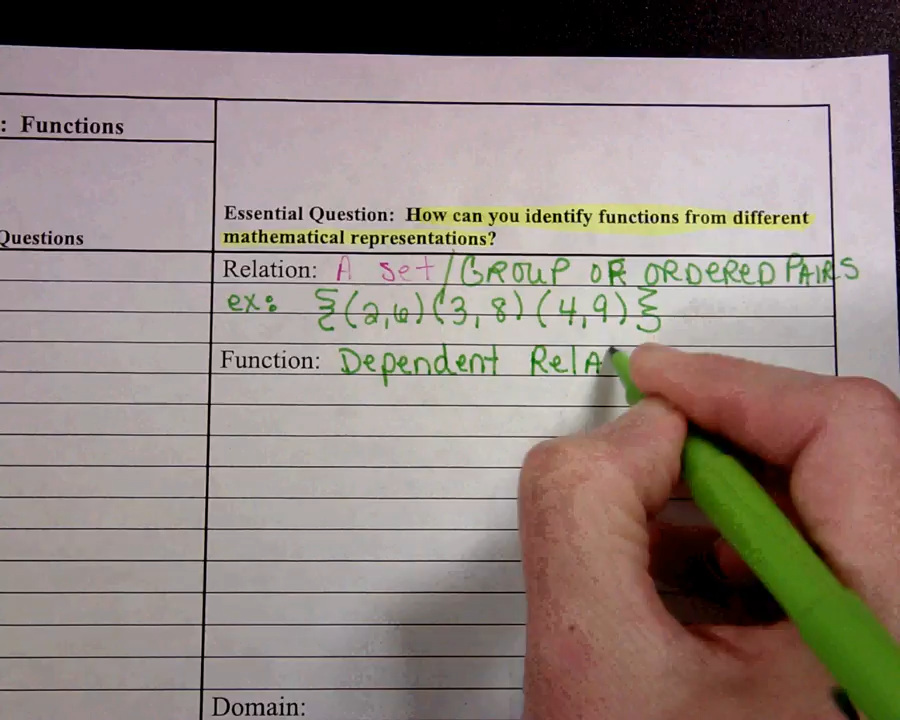 : Functions
Essential Question: How can you identify functions from different
Questions
mathematical representations?
Relation: A set/GROUP OF ORDERED PAIRS
ex: {(2,6)(3,8)(4,9)}
Function: Dependent RelA
Domain: